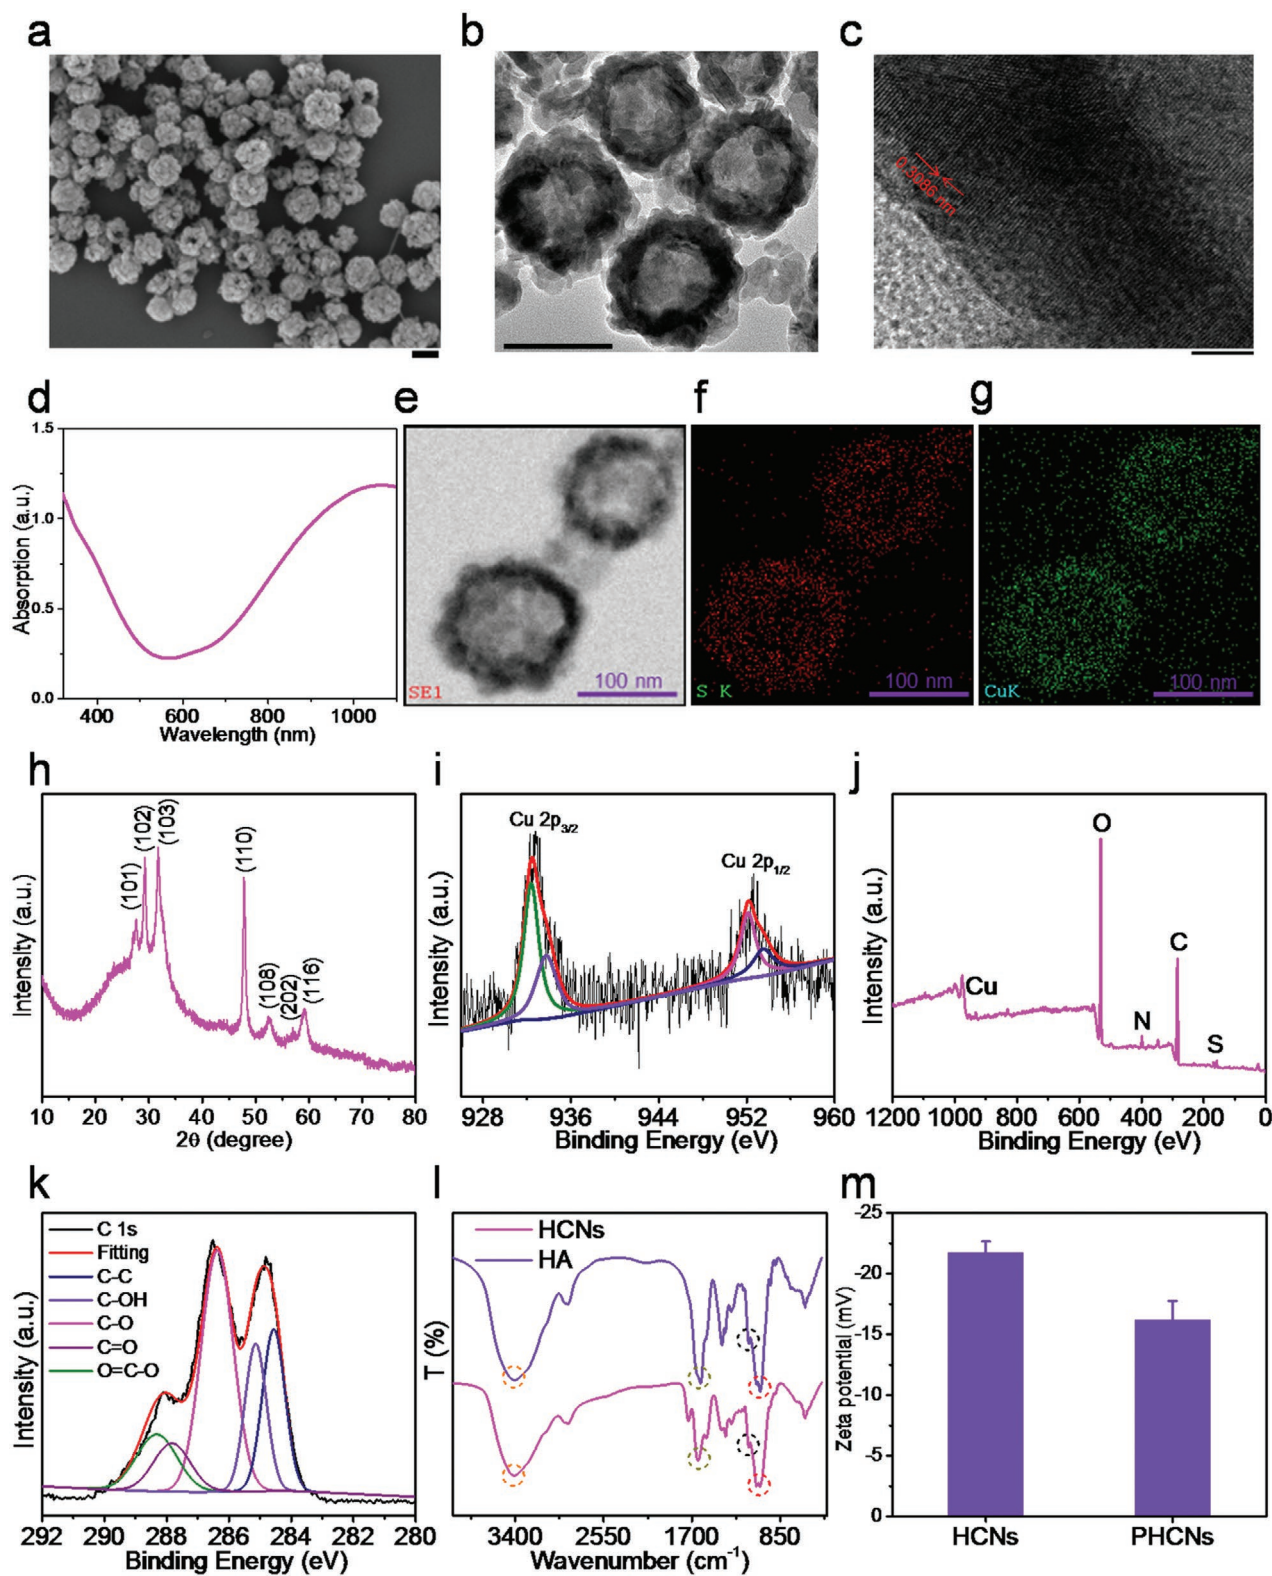 a
b
c
0.3086 nm
d
e
f
g
1.5
1.0
0.5
0.0
Absorption (a.u.)
400
600
800
1000
Wavelength (nm)
SE1
100 nm
S K
100 nm
CuK
100 nm
h
i
j
(101)
(102)
(103)
(110)
(108)
(202)
(116)
Intensity (a.u.)
10
20
30
40
50
60
70
80
2θ (degree)
Cu 2p3/2
Cu 2p1/2
Intensity (a.u.)
928
936
944
952
960
Binding Energy (eV)
O
C
Cu
N
S
Intensity (a.u.)
1200
1000
800
600
400
200
0
Binding Energy (eV)
k
l
m
C 1s
Fitting
C-C
C-OH
C-O
C=O
O=C-O
Intensity (a.u.)
292
290
288
286
284
282
280
Binding Energy (eV)
HCNs
HA
T (%)
3400
2550
1700
850
Wavenumber (cm-1)
-25
-20
-15
-10
-5
0
Zeta potential (mV)
HCNs
PHCNs